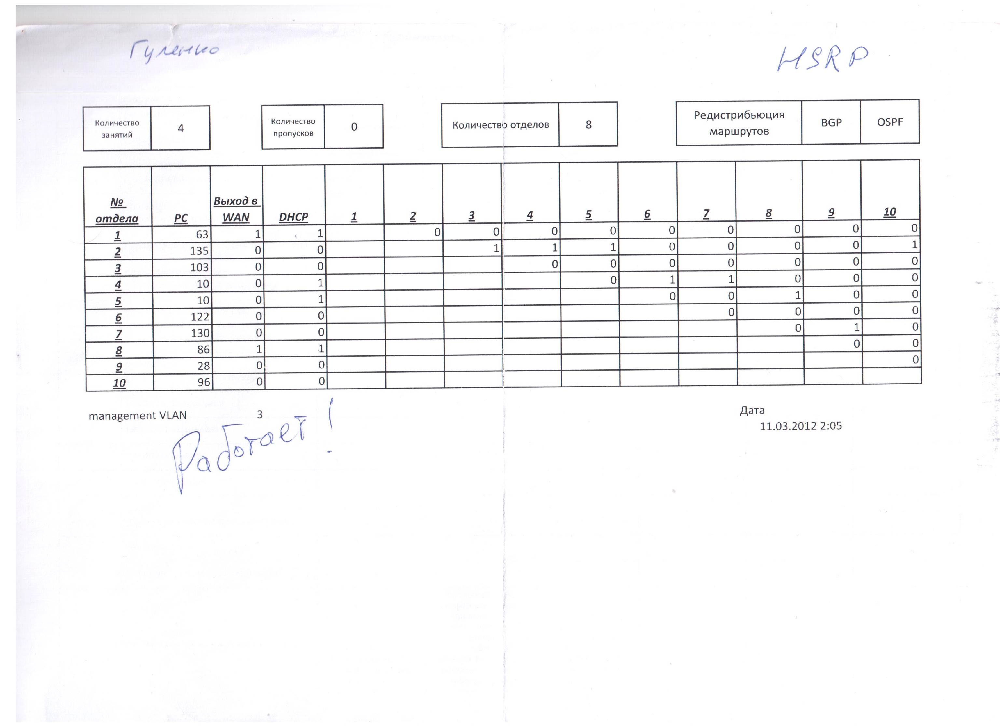 Гуленко
HSRP
Количество занятий 4
Количество пропусков 0
Количество отделов 8
Редистрибьюция маршрутов BGP OSPF
№ отдела PC Выход в WAN DHCP 1 2 3 4 5 6 7 8 9 10
1 63 1 1 0 0 0 0 0 0 0 0 0
2 135 0 0 1 1 1 0 0 0 0 1
3 103 0 0 0 0 0 0 0 0 0
4 10 0 1 0 1 1 0 0 0
5 10 0 1 0 0 1 0 0
6 122 0 0 0 0 0 0
7 130 0 0 0 1 0
8 86 1 1 0 0
9 28 0 0 0
10 96 0 0
management VLAN 3
Дата
11.03.2012 2:05
Работает!